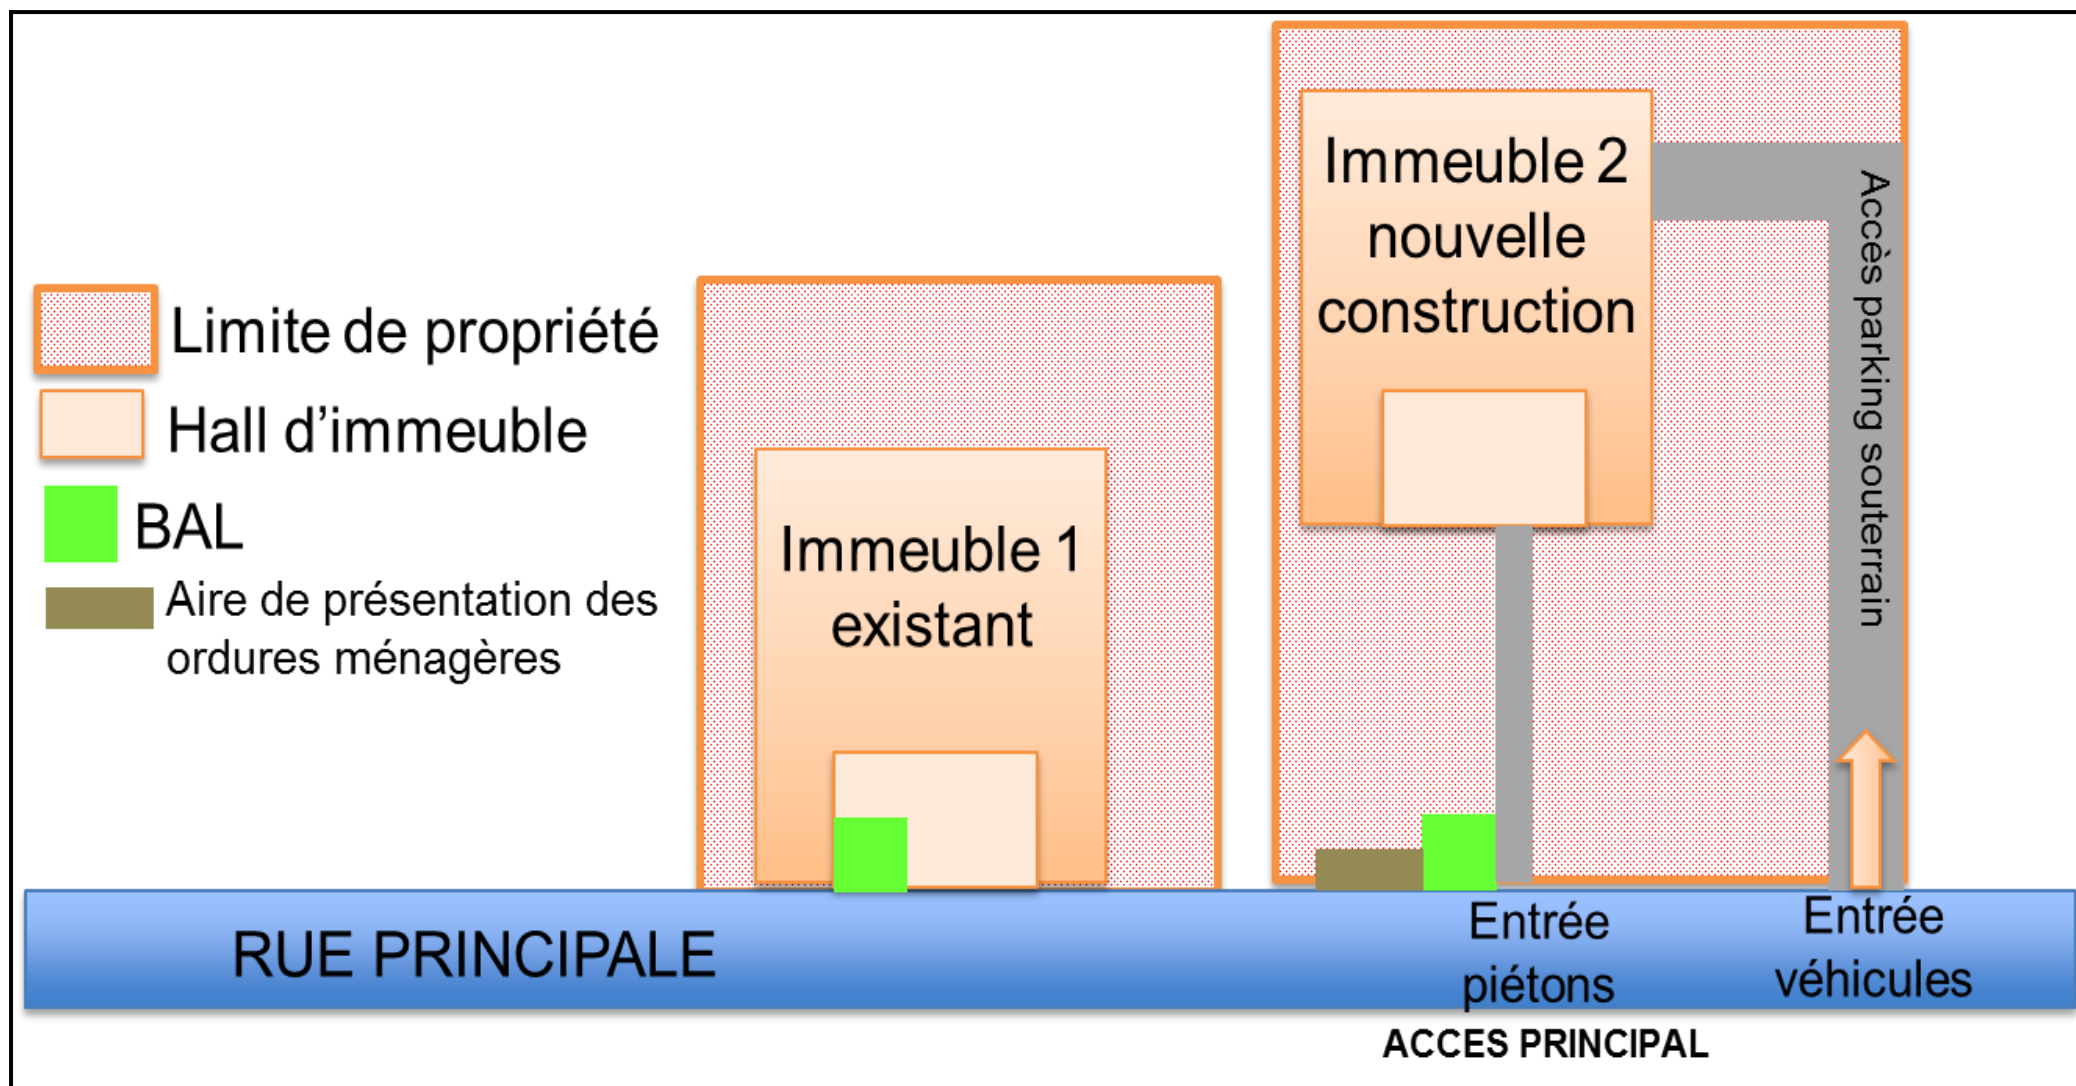 Limite de propriété
Hall d’immeuble
BAL
Aire de présentation des
ordures ménagères
Immeuble 1
existant
Immeuble 2
nouvelle
construction
Accès parking souterrain
RUE PRINCIPALE
Entrée
piétons
Entrée
véhicules
ACCES PRINCIPAL